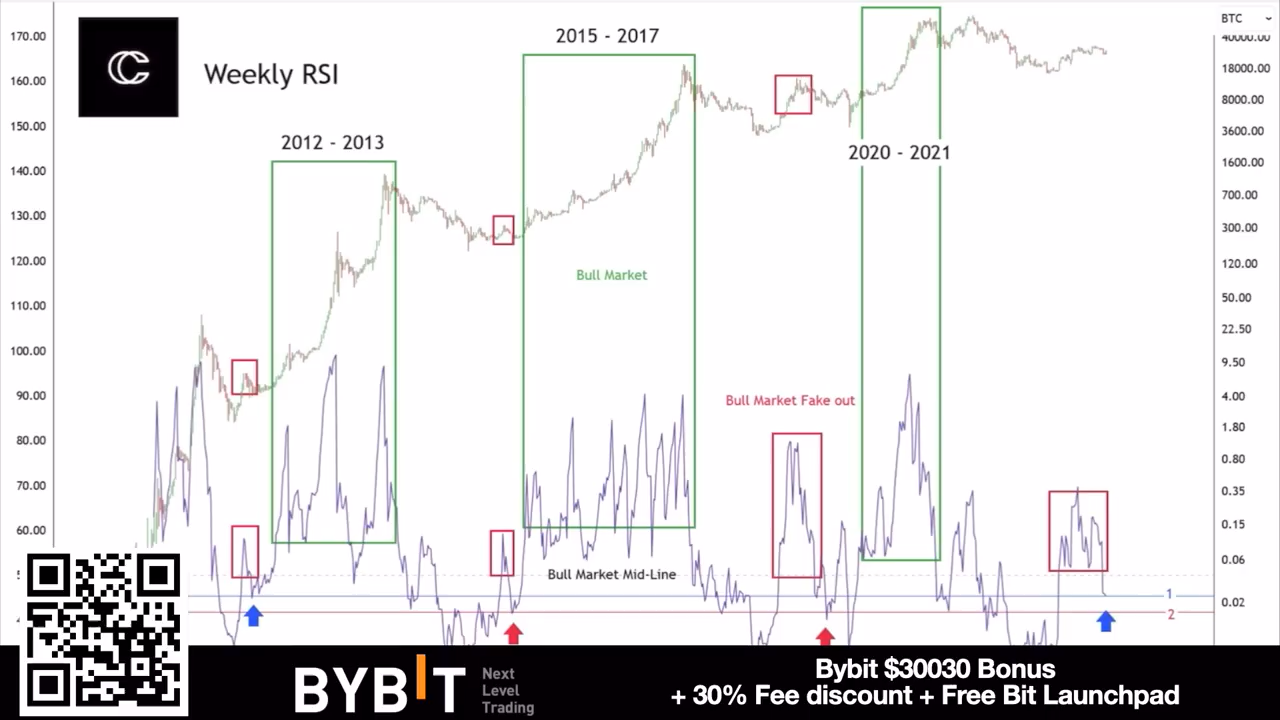 Weekly RSI
2012 - 2013
2015 - 2017
2020 - 2021
BTC
Bull Market
Bull Market Fake out
Bull Market Mid-Line
1
2
170.00
160.00
150.00
140.00
130.00
120.00
110.00
100.00
90.00
80.00
70.00
60.00
40000.00
18000.00
8000.00
3600.00
1600.00
700.00
300.00
120.00
50.00
22.50
9.50
4.00
1.80
0.80
0.35
0.15
0.06
0.02
BYBIT
Next
Level
Trading
Bybit $30030 Bonus
+ 30% Fee discount + Free Bit Launchpad